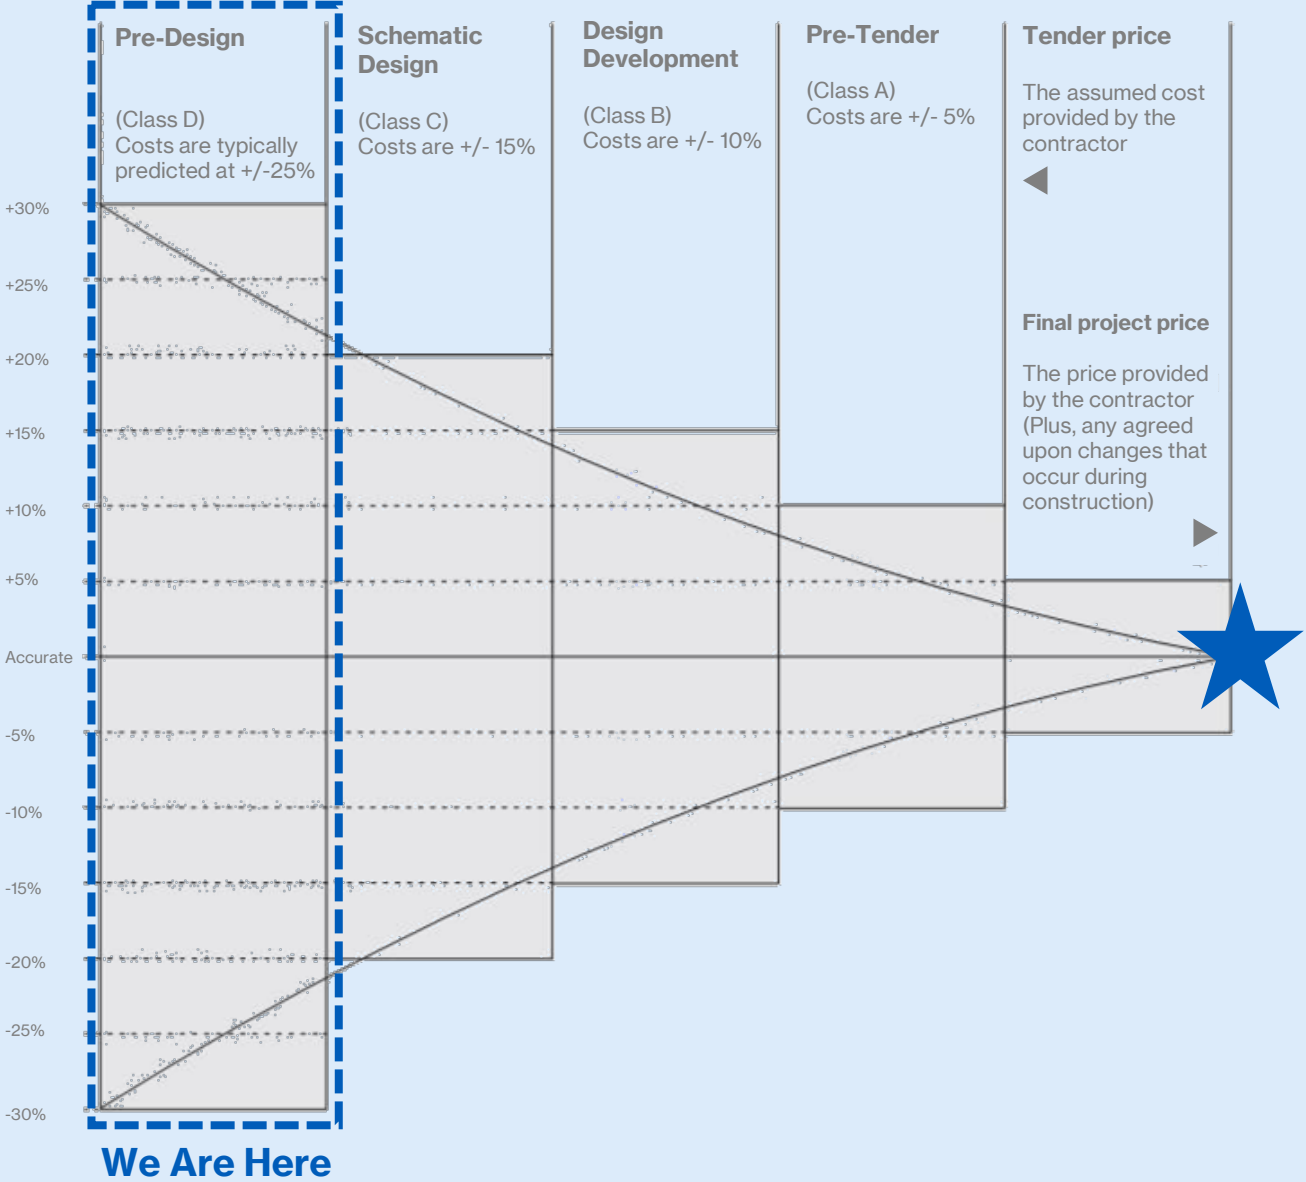 Pre-Design
(Class D)
Costs are typically
predicted at +/-25%
Schematic
Design
(Class C)
Costs are +/- 15%
Design
Development
(Class B)
Costs are +/- 10%
Pre-Tender
(Class A)
Costs are +/- 5%
Tender price
The assumed cost
provided by the
contractor
Final project price
The price provided
by the contractor
(Plus, any agreed
upon changes that
occur during
construction)
+30%
+25%
+20%
+15%
+10%
+5%
Accurate
-5%
-10%
-15%
-20%
-25%
-30%
We Are Here